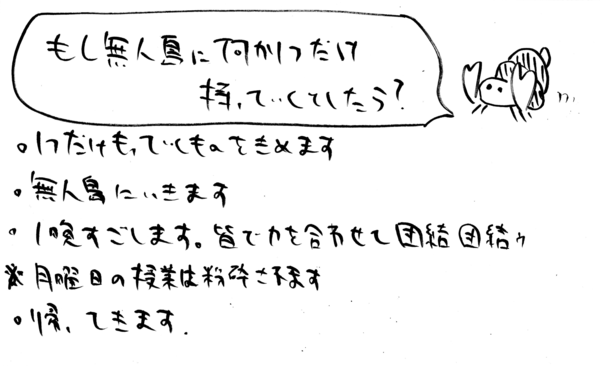 もし無人島に何か1つだけ
持っていくとしたら?
。1つだけもっていくものをきめます
。無人島にいきます
。1晩すごします。皆で力を合わせて団結団結ゥ
※月曜日の授業は粉砕されます
。帰ってきます.